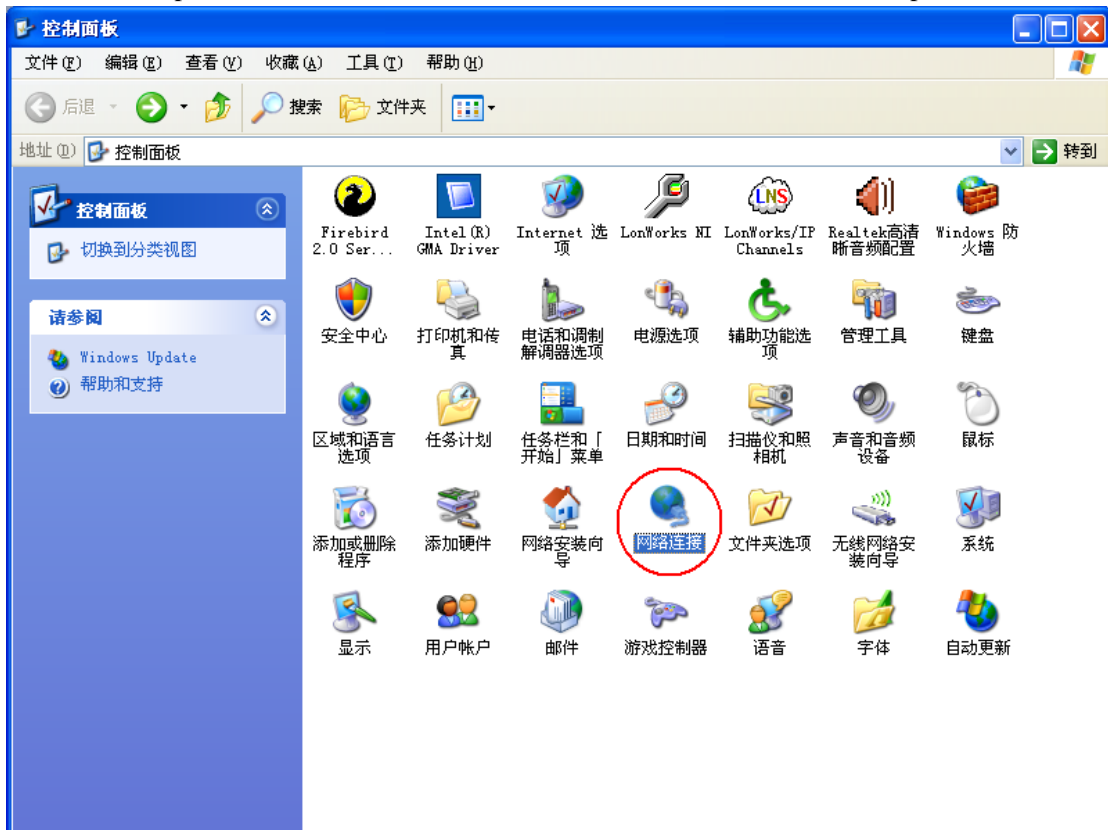 控制面板
文件(F) 编辑(E) 查看(V) 收藏(A) 工具(T) 帮助(H)
后退 搜索 文件夹
地址(D) 控制面板 转到
控制面板
切换到分类视图
请参阅
Windows Update
帮助和支持
Firebird
2.0 Ser...
Intel(R)
GMA Driver
Internet 选
项
LonWorks NI
LonWorks/IP
Channels
Realtek高清
晰音频配置
Windows 防
火墙
安全中心
打印机和传
真
电话和调制
解调器选项
电源选项
辅助功能选
项
管理工具
键盘
区域和语言
选项
任务计划
任务栏和「
开始」菜单
日期和时间
扫描仪和照
相机
声音和音频
设备
鼠标
添加或删除
程序
添加硬件
网络安装向
导
网络连接
文件夹选项
无线网络安
装向导
系统
显示
用户帐户
邮件
游戏控制器
语音
字体
自动更新
LNS